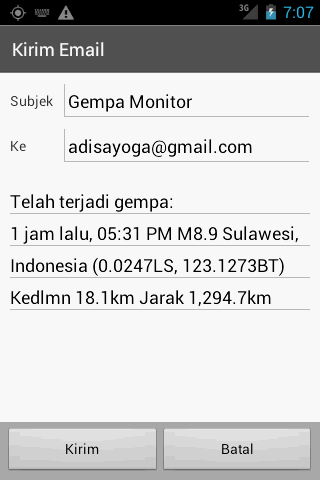 3G 7:07
Kirim Email
Subjek Gempa Monitor
Ke adisayoga@gmail.com
Telah terjadi gempa:
1 jam lalu, 05:31 PM M8.9 Sulawesi,
Indonesia (0.0247LS, 123.1273BT)
Kedlmn 18.1km Jarak 1,294.7km
Kirim Batal